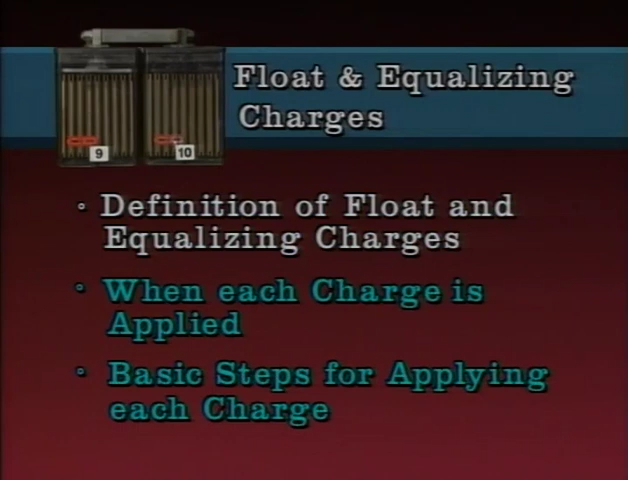 Float & Equalizing
Charges
9
10
• Definition of Float and
Equalizing Charges
• When each Charge is
Applied
• Basic Steps for Applying
each Charge